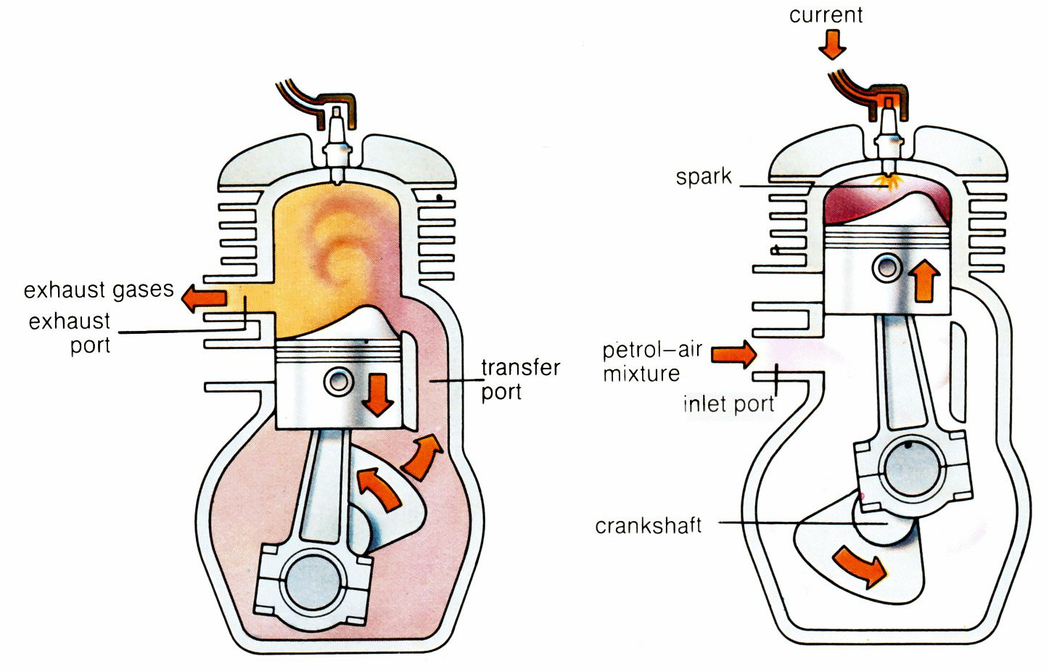 current
spark
exhaust gases
exhaust
port
transfer
port
petrol–air
mixture
inlet port
crankshaft